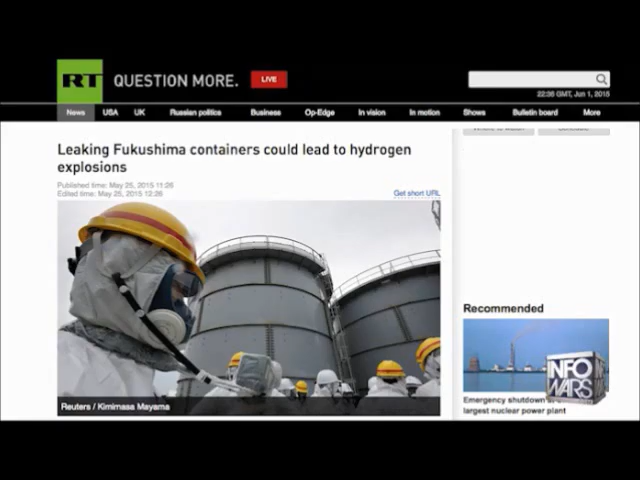 RT QUESTION MORE. LIVE
22:36 GMT, Jun 1, 2015
News USA UK Russian politics Business Op-Edge In vision In motion Shows Bulletin board More
Leaking Fukushima containers could lead to hydrogen
explosions
Published time: May 25, 2015 11:26
Edited time: May 25, 2015 12:26
Get short URL
Reuters / Kimimasa Mayama
Recommended
INFO
WARS
Emergency shutdown
largest nuclear power plant